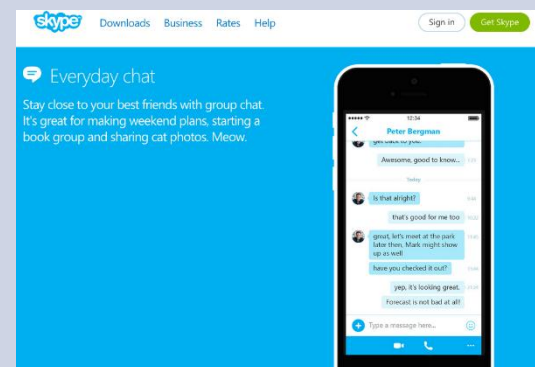 skype
Downloads Business Rates Help
Sign in
Get Skype
Everyday chat
Stay close to your best friends with group chat.
It's great for making weekend plans, starting a
book group and sharing cat photos. Meow.
12:34
Peter Bergman
get back to you.
Awesome, good to know...
Today
Is that alright?
that's good for me too
great, let's meet at the park
later then, Mark might show
up as well
have you checked it out?
yep, it's looking great.
Forecast is not bad at all!
Type a message here...